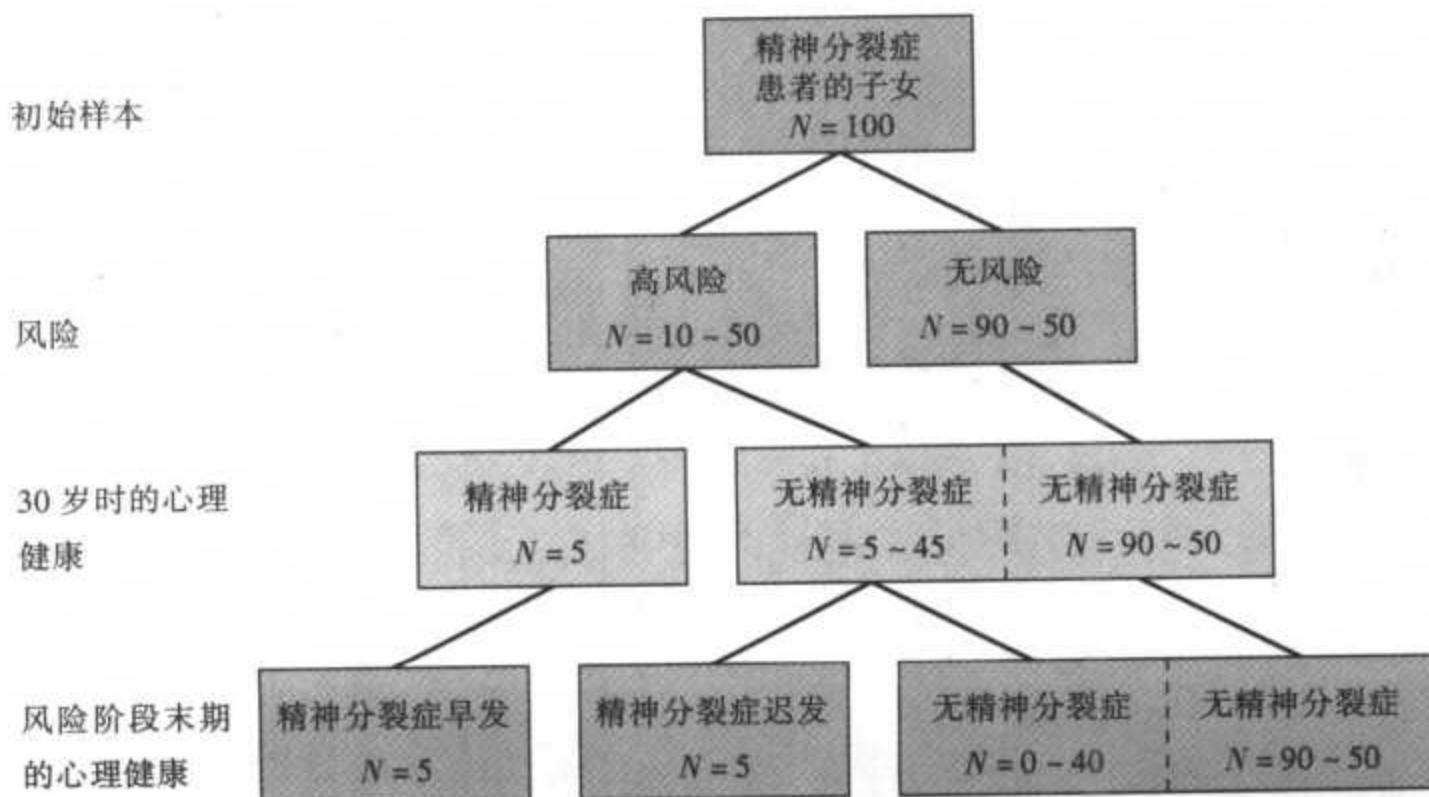 精神分裂症
患者的子女
N = 100
初始样本
高风险
N = 10 ~ 50
无风险
N = 90 ~ 50
风险
精神分裂症
N = 5
无精神分裂症
N = 5 ~ 45
无精神分裂症
N = 90 ~ 50
30 岁时的心理
健康
精神分裂症早发
N = 5
精神分裂症迟发
N = 5
无精神分裂症
N = 0 ~ 40
无精神分裂症
N = 90 ~ 50
风险阶段末期
的心理健康